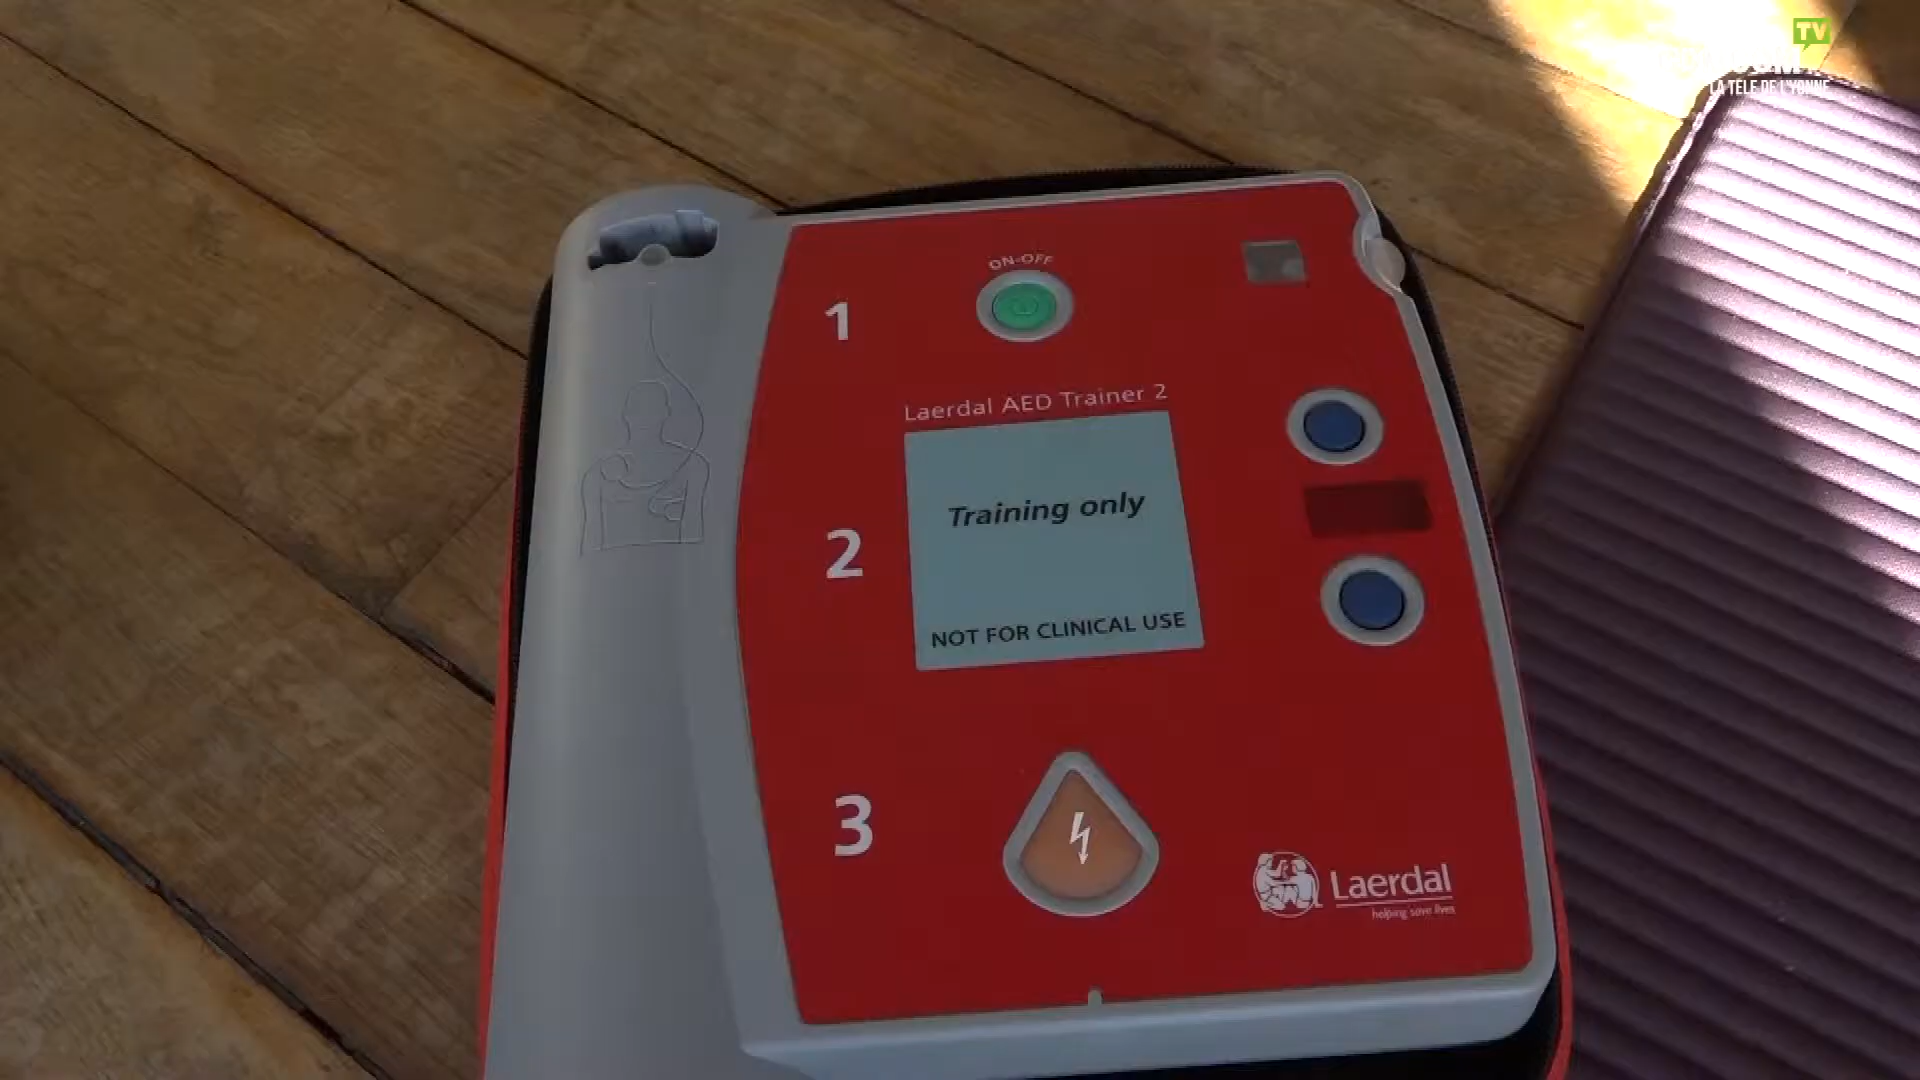 TV
LA TÉLÉ DE L'YONNE
ON-OFF
1
Laerdal AED Trainer 2
Training only
2
NOT FOR CLINICAL USE
3
Laerdal
helping save lives